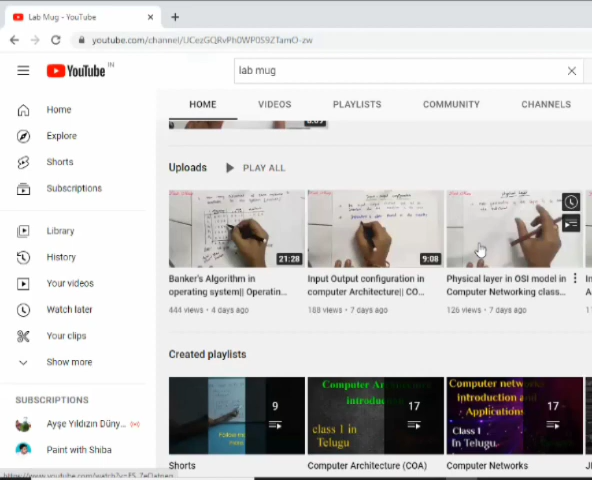 Lab Mug - YouTube
youtube.com/channel/UCezGQRvPh0WP0S9ZTamO-zw
YouTube IN
lab mug
HOME VIDEOS PLAYLISTS COMMUNITY CHANNELS
Home
Explore
Shorts
Subscriptions
Library
History
Your videos
Watch later
Your clips
Show more
SUBSCRIPTIONS
Ayşe Yıldızın Düny...
Paint with Shiba
Uploads PLAY ALL
21:28
9:08
Banker's Algorithm in
operating system|| Operatin...
444 views • 4 days ago
Input Output configuration in
computer Architecture|| CO...
188 views • 7 days ago
Physical layer in OSI model in
Computer Networking class...
126 views • 7 days ago
Created playlists
9
Computer
class 1 in
Telugu
17
Computer netw
introduction and
Applications
Class 1
In Telugu
17
Shorts
Computer Architecture (COA)
Computer Networks